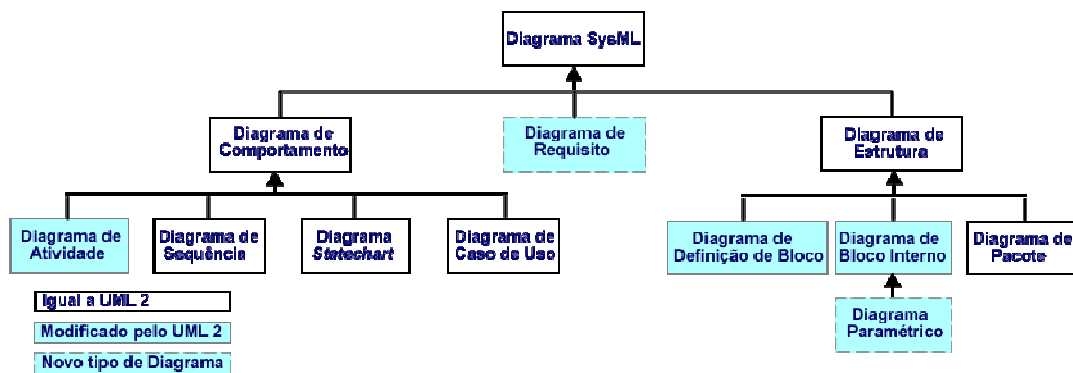 Diagrama SysML
Diagrama de
Comportamento
Diagrama de
Requisito
Diagrama de
Estrutura
Diagrama de
Atividade
Diagrama de
Sequência
Diagrama
Statechart
Diagrama de
Caso de Uso
Diagrama de
Definição de Bloco
Diagrama de
Bloco Interno
Diagrama de
Pacote
Diagrama
Paramétrico
Igual a UML 2
Modificado pelo UML 2
Novo tipo de Diagrama